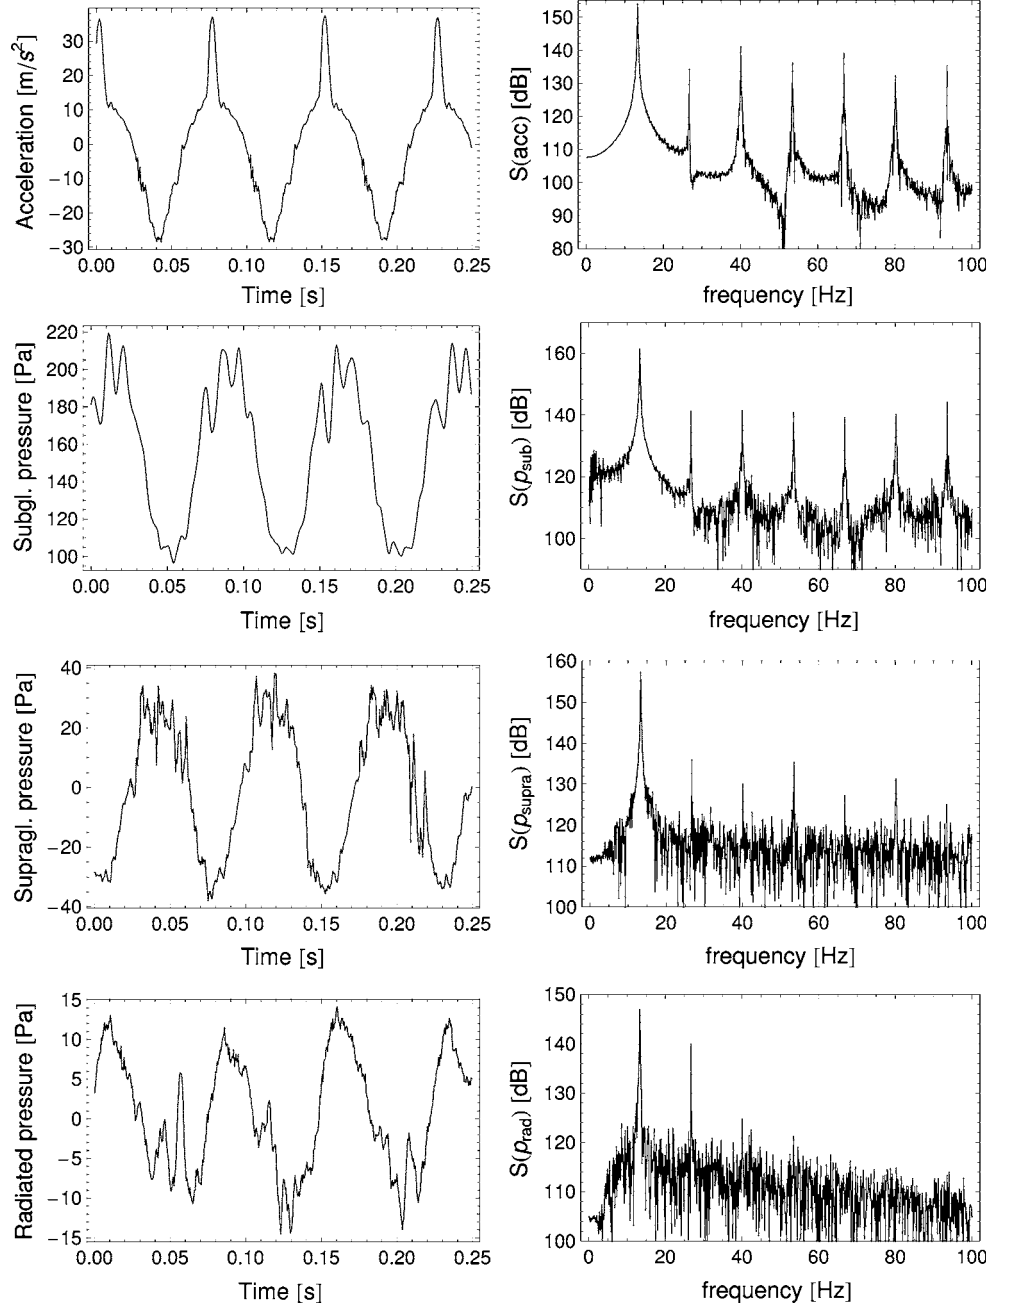 Acceleration [m/s²]
30
20
10
0
−10
−20
−30
0.00 0.05 0.10 0.15 0.20 0.25
Time [s]
S(acc) [dB]
150
140
130
120
110
100
90
80
0 20 40 60 80 100
frequency [Hz]
Subgl. pressure [Pa]
220
200
180
160
140
120
100
0.00 0.05 0.10 0.15 0.20 0.25
Time [s]
S(psub) [dB]
160
140
120
100
0 20 40 60 80 100
frequency [Hz]
Supragl. pressure [Pa]
40
20
0
−20
−40
0.00 0.05 0.10 0.15 0.20 0.25
Time [s]
S(psupra) [dB]
160
150
140
130
120
110
100
0 20 40 60 80 100
frequency [Hz]
Radiated pressure [Pa]
15
10
5
0
−5
−10
−15
0.00 0.05 0.10 0.15 0.20 0.25
Time [s]
S(prad) [dB]
150
140
130
120
110
100
0 20 40 60 80 100
frequency [Hz]